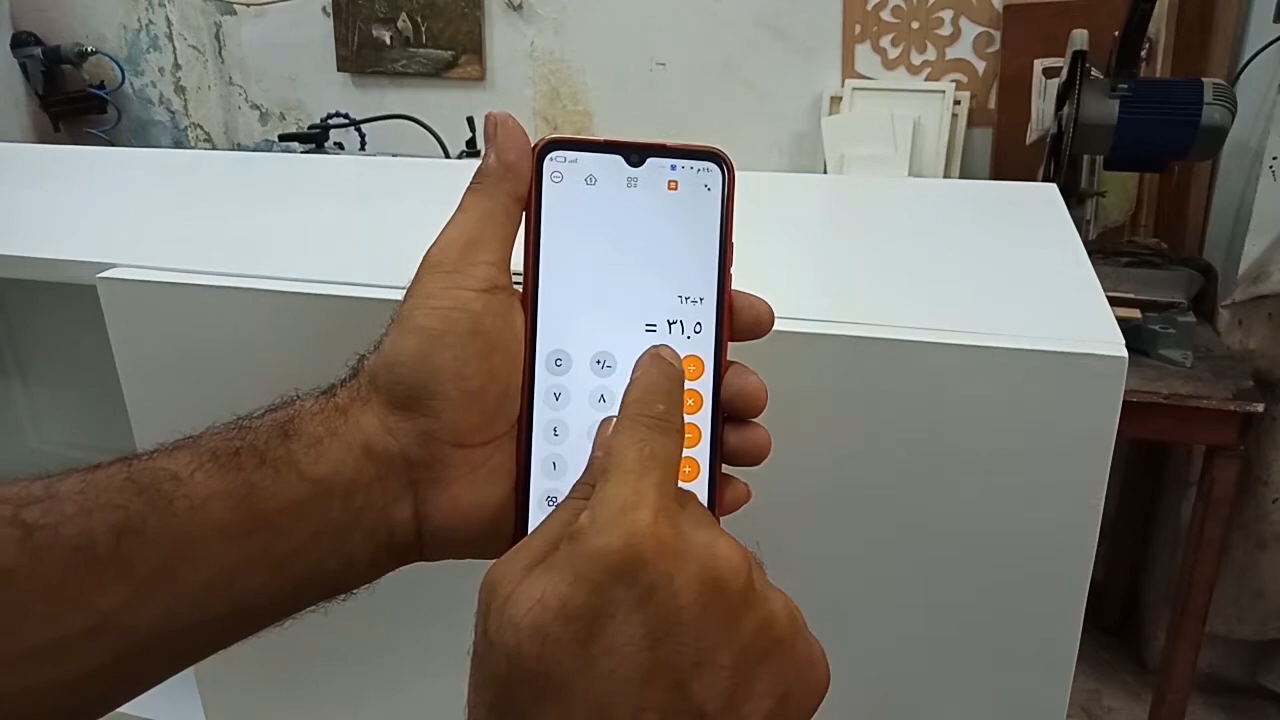 ٦٣÷٢
= ٣١.٥
C +/− ÷
٧ ٨ ×
٤ −
١ +